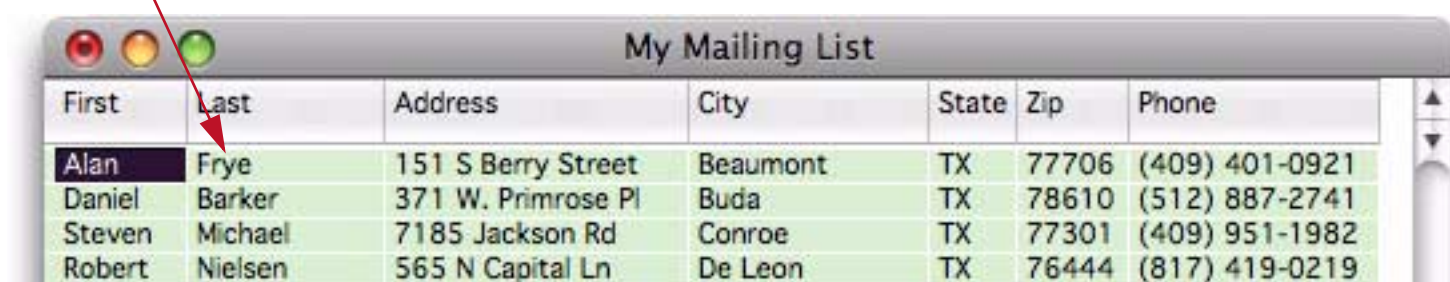 My Mailing List
First Last Address City State Zip Phone
Alan Frye 151 S Berry Street Beaumont TX 77706 (409) 401-0921
Daniel Barker 371 W. Primrose Pl Buda TX 78610 (512) 887-2741
Steven Michael 7185 Jackson Rd Conroe TX 77301 (409) 951-1982
Robert Nielsen 565 N Capital Ln De Leon TX 76444 (817) 419-0219